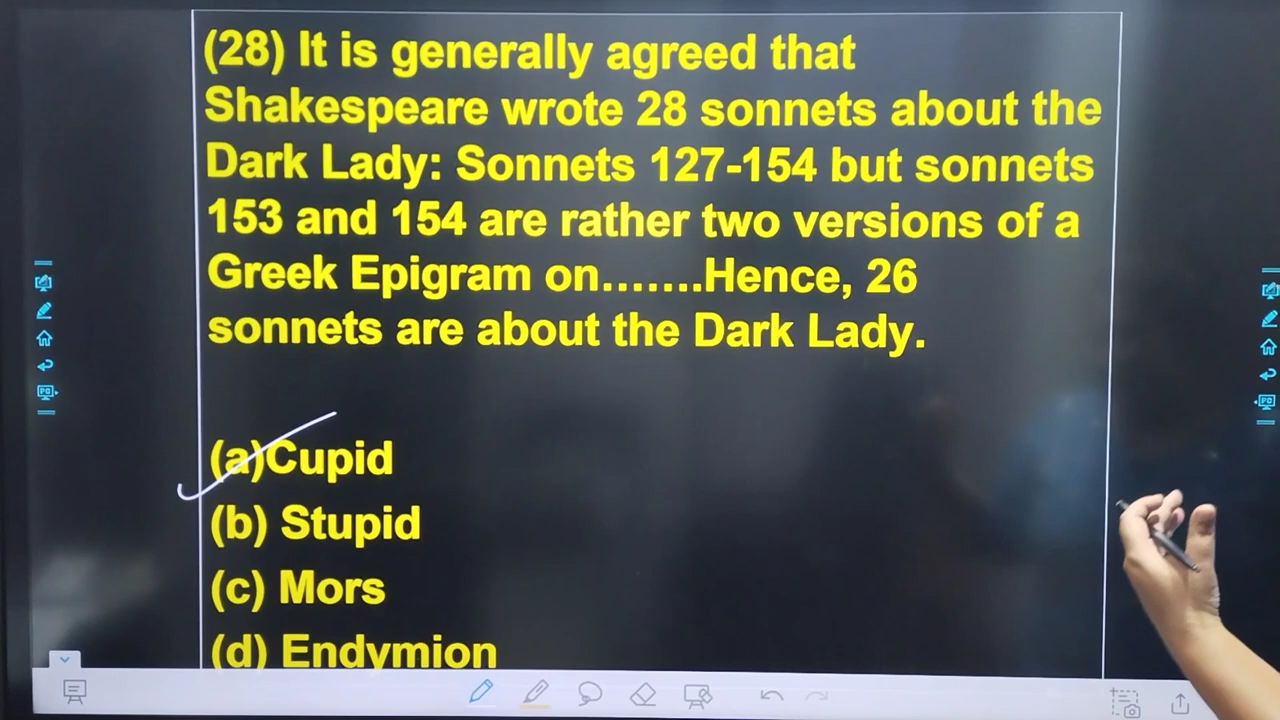 (28) It is generally agreed that
Shakespeare wrote 28 sonnets about the
Dark Lady: Sonnets 127-154 but sonnets
153 and 154 are rather two versions of a
Greek Epigram on.......Hence, 26
sonnets are about the Dark Lady.
(a)Cupid
(b) Stupid
(c) Mors
(d) Endymion